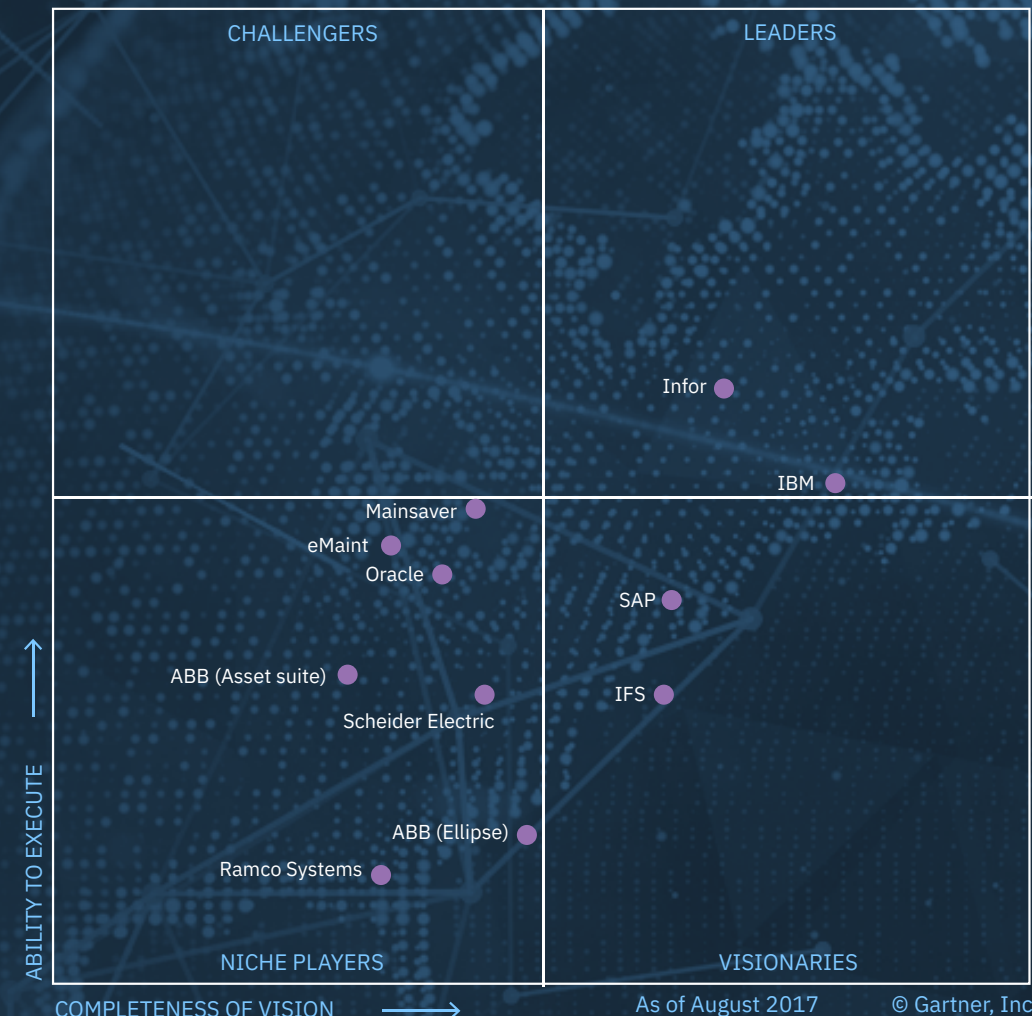 CHALLENGERS
LEADERS
Infor
IBM
Mainsaver
eMaint
Oracle
SAP
ABB (Asset suite)
IFS
Scheider Electric
ABB (Ellipse)
Ramco Systems
ABILITY TO EXECUTE
NICHE PLAYERS
VISIONARIES
COMPLETENESS OF VISION
As of August 2017
© Gartner, Inc